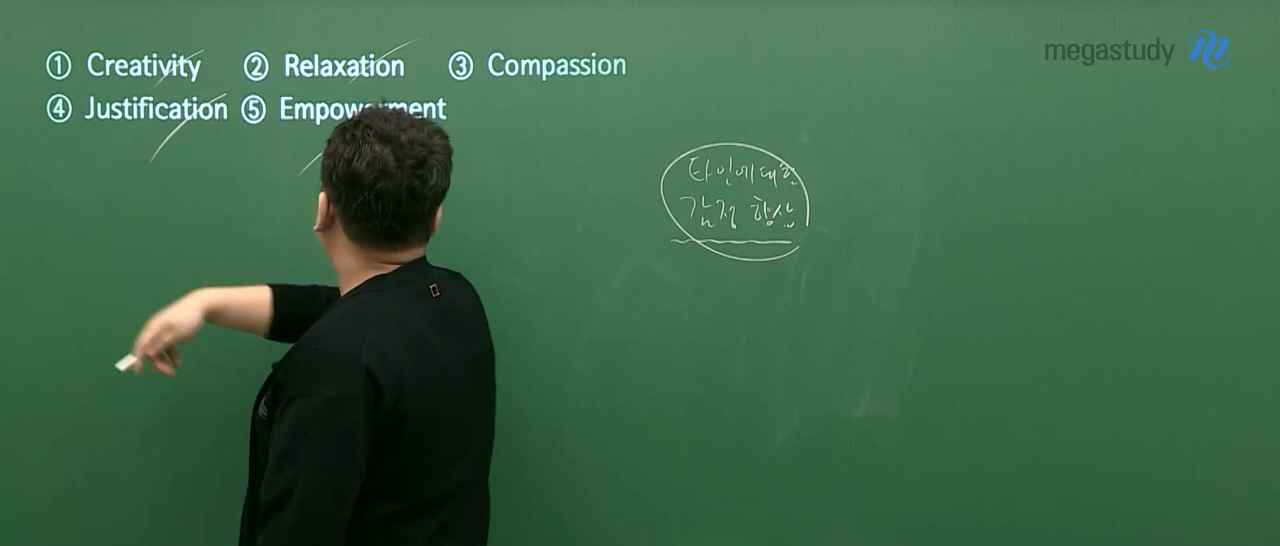 ① Creativity ② Relaxation ③ Compassion
④ Justification ⑤ Empowerment
megastudy
타인에 대한
감정 향상